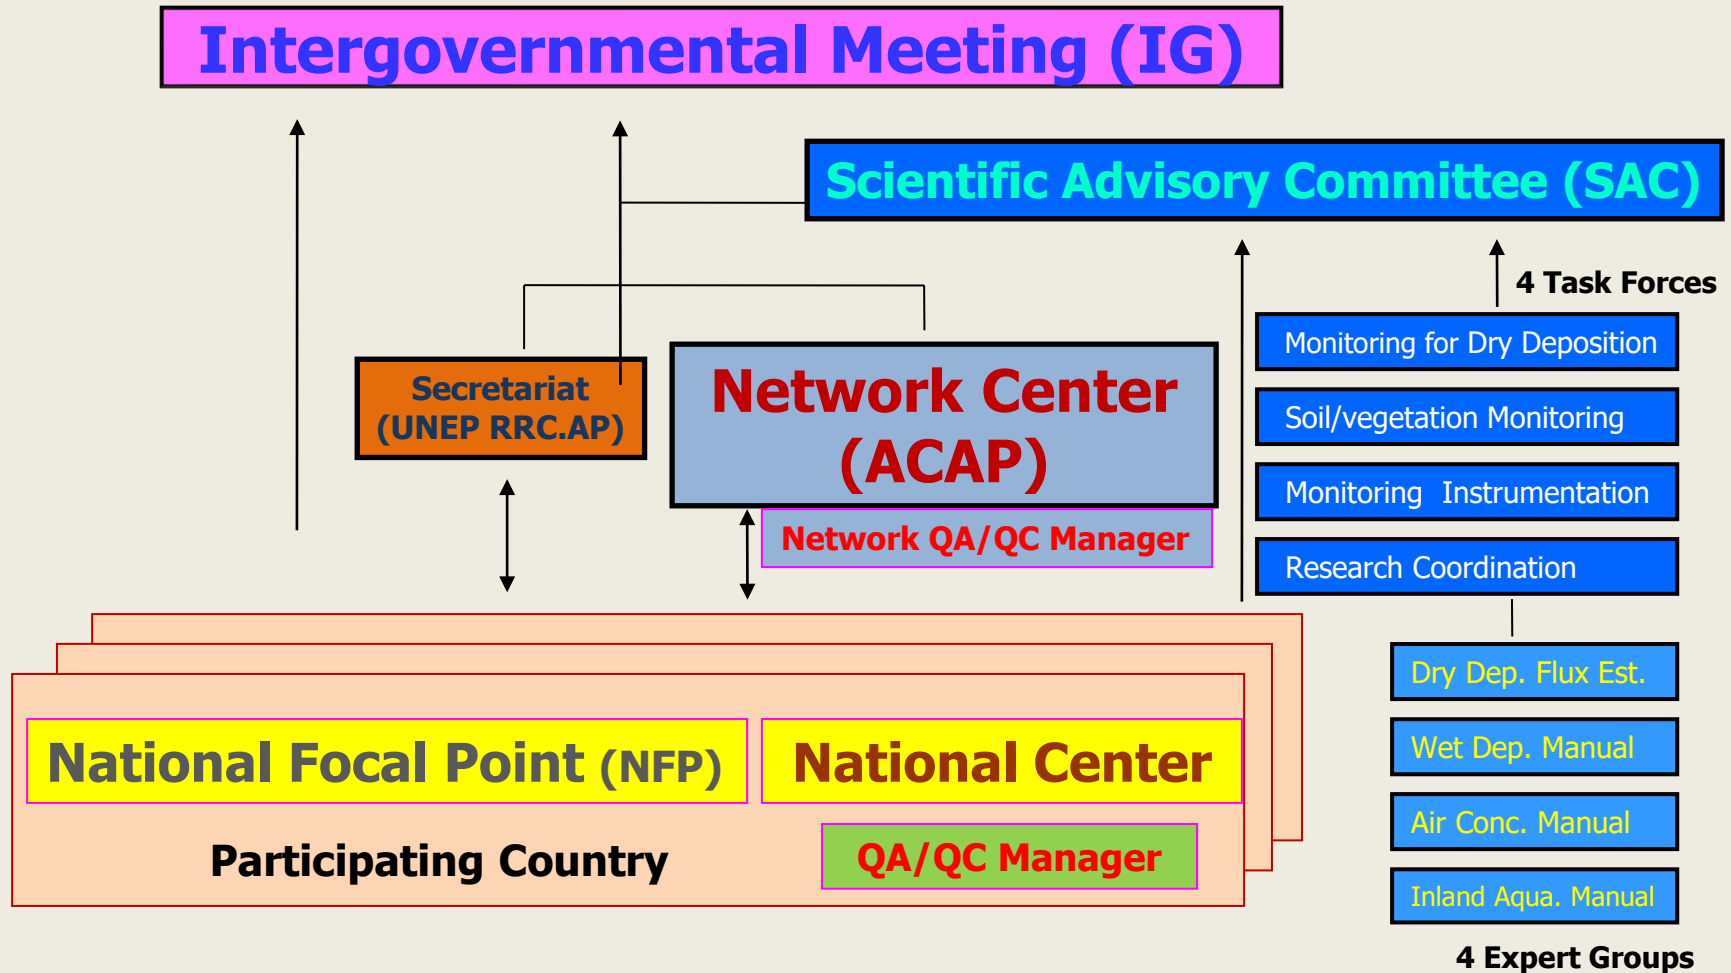 Intergovernmental Meeting (IG)
Scientific Advisory Committee (SAC)
4 Task Forces
Monitoring for Dry Deposition
Soil/vegetation Monitoring
Monitoring Instrumentation
Research Coordination
Secretariat
(UNEP RRC.AP)
Network Center
(ACAP)
Network QA/QC Manager
National Focal Point (NFP)
National Center
Participating Country
QA/QC Manager
Dry Dep. Flux Est.
Wet Dep. Manual
Air Conc. Manual
Inland Aqua. Manual
4 Expert Groups